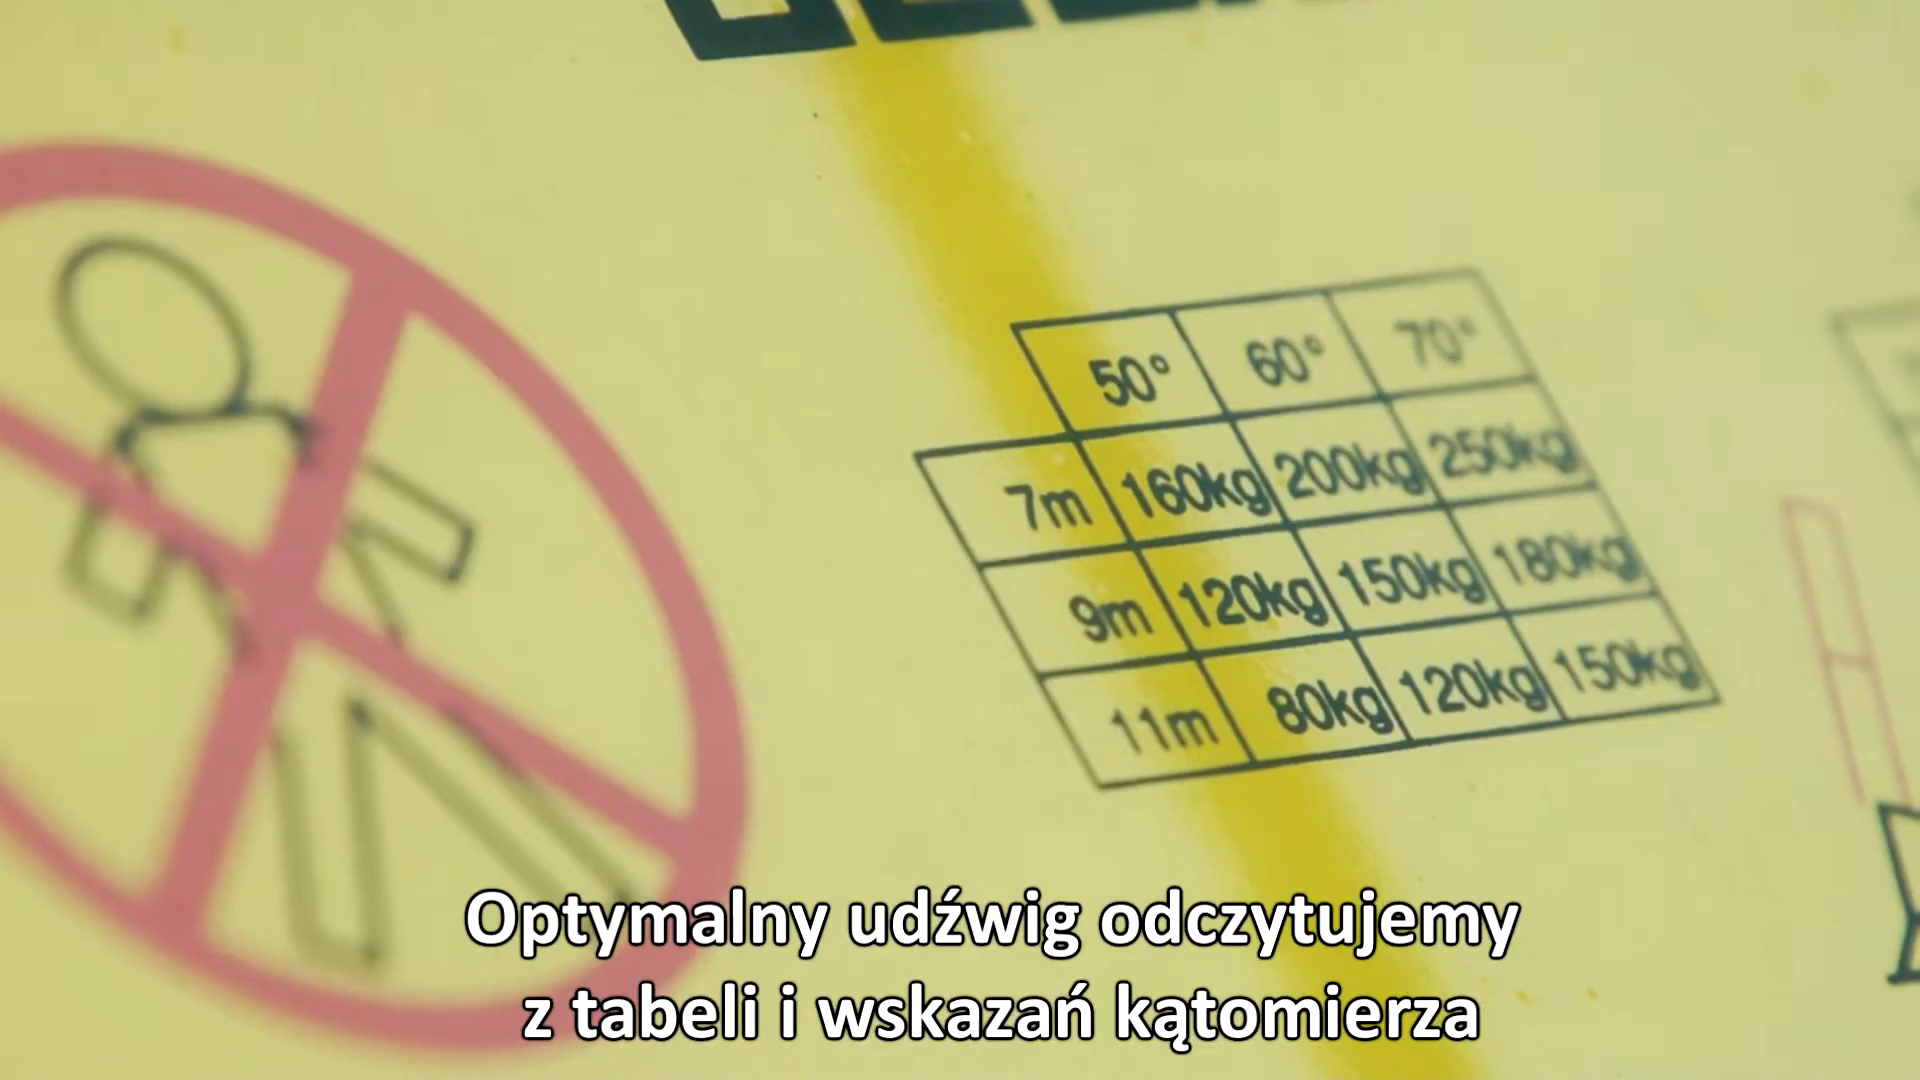 50° 60° 70°
7m 160kg 200kg 250kg
9m 120kg 150kg 180kg
11m 80kg 120kg 150kg
Optymalny udźwig odczytujemy
z tabeli i wskazań kątomierza